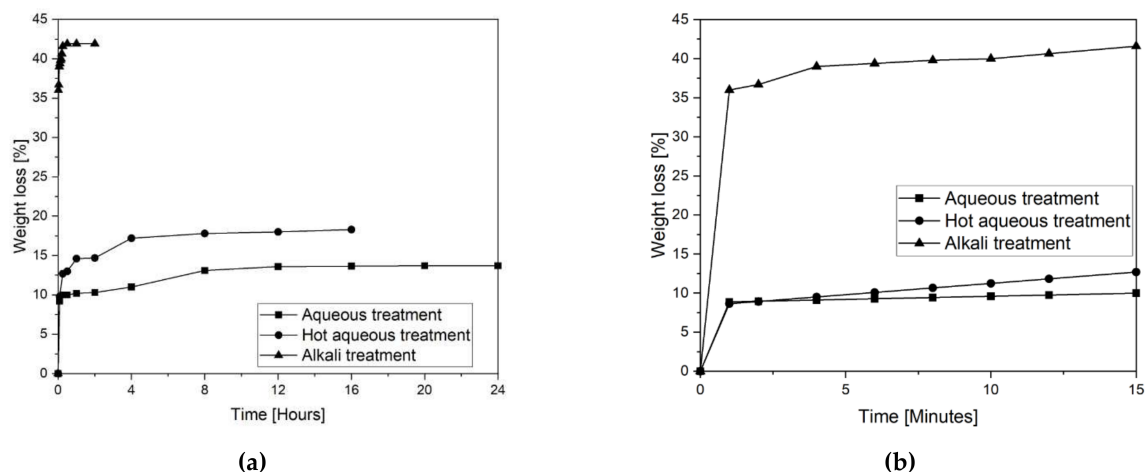 45
40
35
30
25
20
15
10
5
0
Weight loss [%]
Aqueous treatment
Hot aqueous treatment
Alkali treatment
0 4 8 12 16 20 24
Time [Hours]
(a)
45
40
35
30
25
20
15
10
5
0
Weight loss [%]
Aqueous treatment
Hot aqueous treatment
Alkali treatment
0 5 10 15
Time [Minutes]
(b)